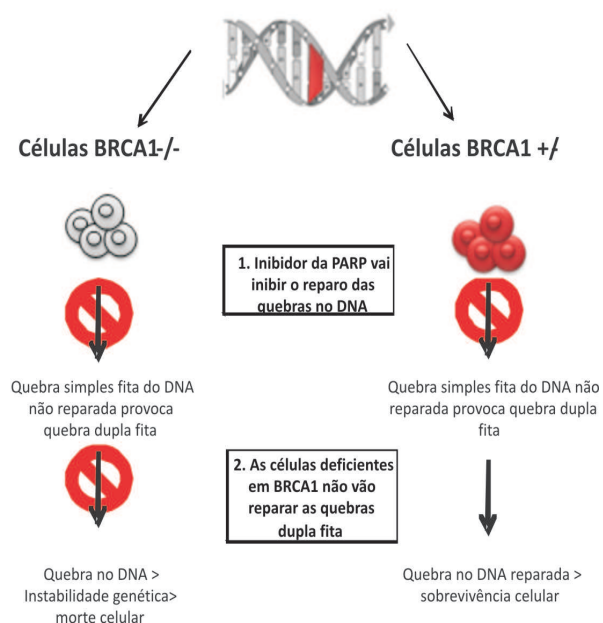 Células BRCA1-/-
Células BRCA1 +/-
1. Inibidor da PARP vai
inibir o reparo das
quebras no DNA
Quebra simples fita do DNA
não reparada provoca
quebra dupla fita
Quebra simples fita do DNA não
reparada provoca quebra dupla
fita
2. As células deficientes
em BRCA1 não vão
reparar as quebras
dupla fita
Quebra no DNA >
Instabilidade genética>
morte celular
Quebra no DNA reparada >
sobrevivência celular